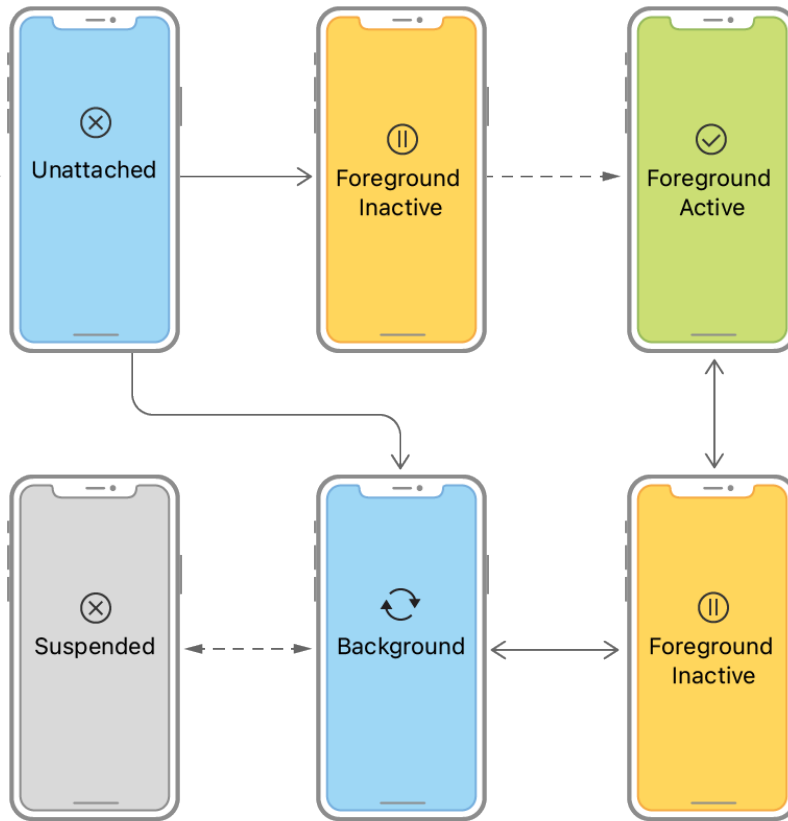 Unattached
Foreground
Inactive
Foreground
Active
Suspended
Background
Foreground
Inactive